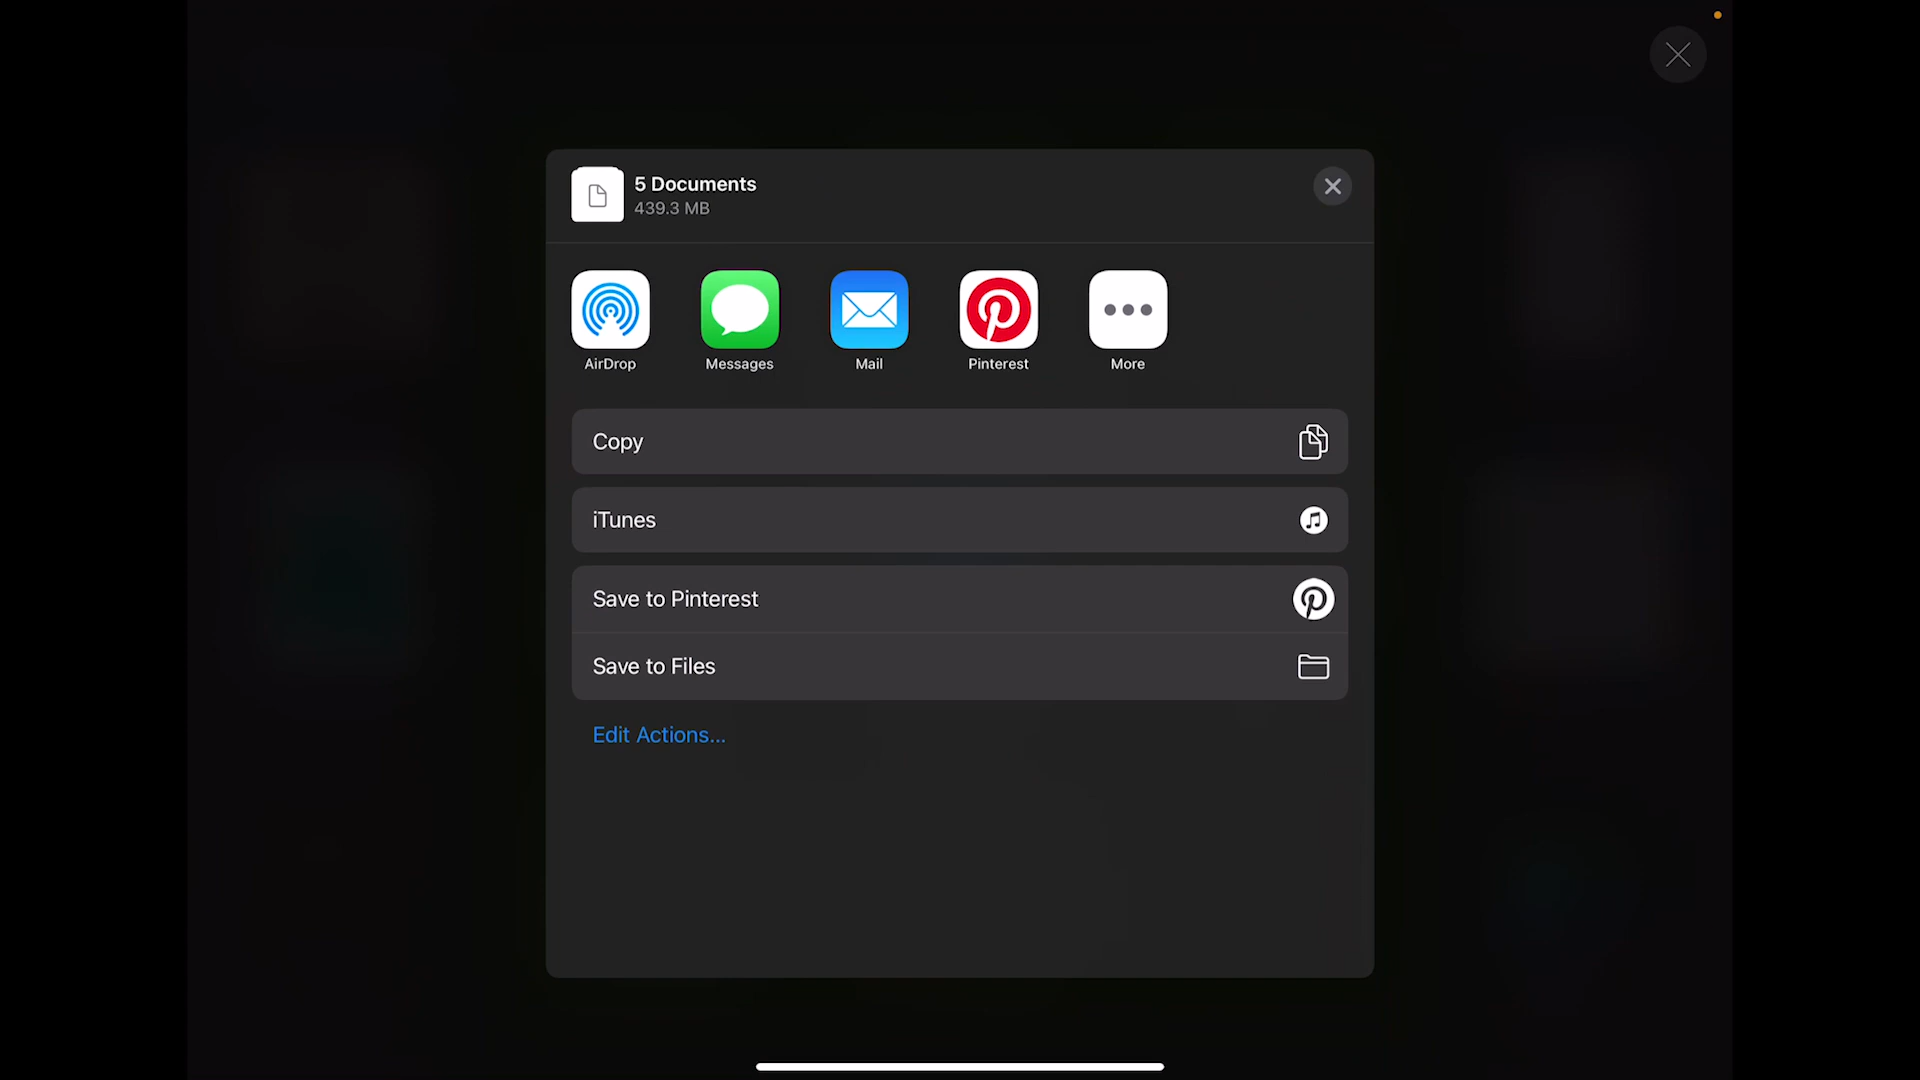 5 Documents
439.3 MB
AirDrop
Messages
Mail
Pinterest
More
Copy
iTunes
Save to Pinterest
Save to Files
Edit Actions...